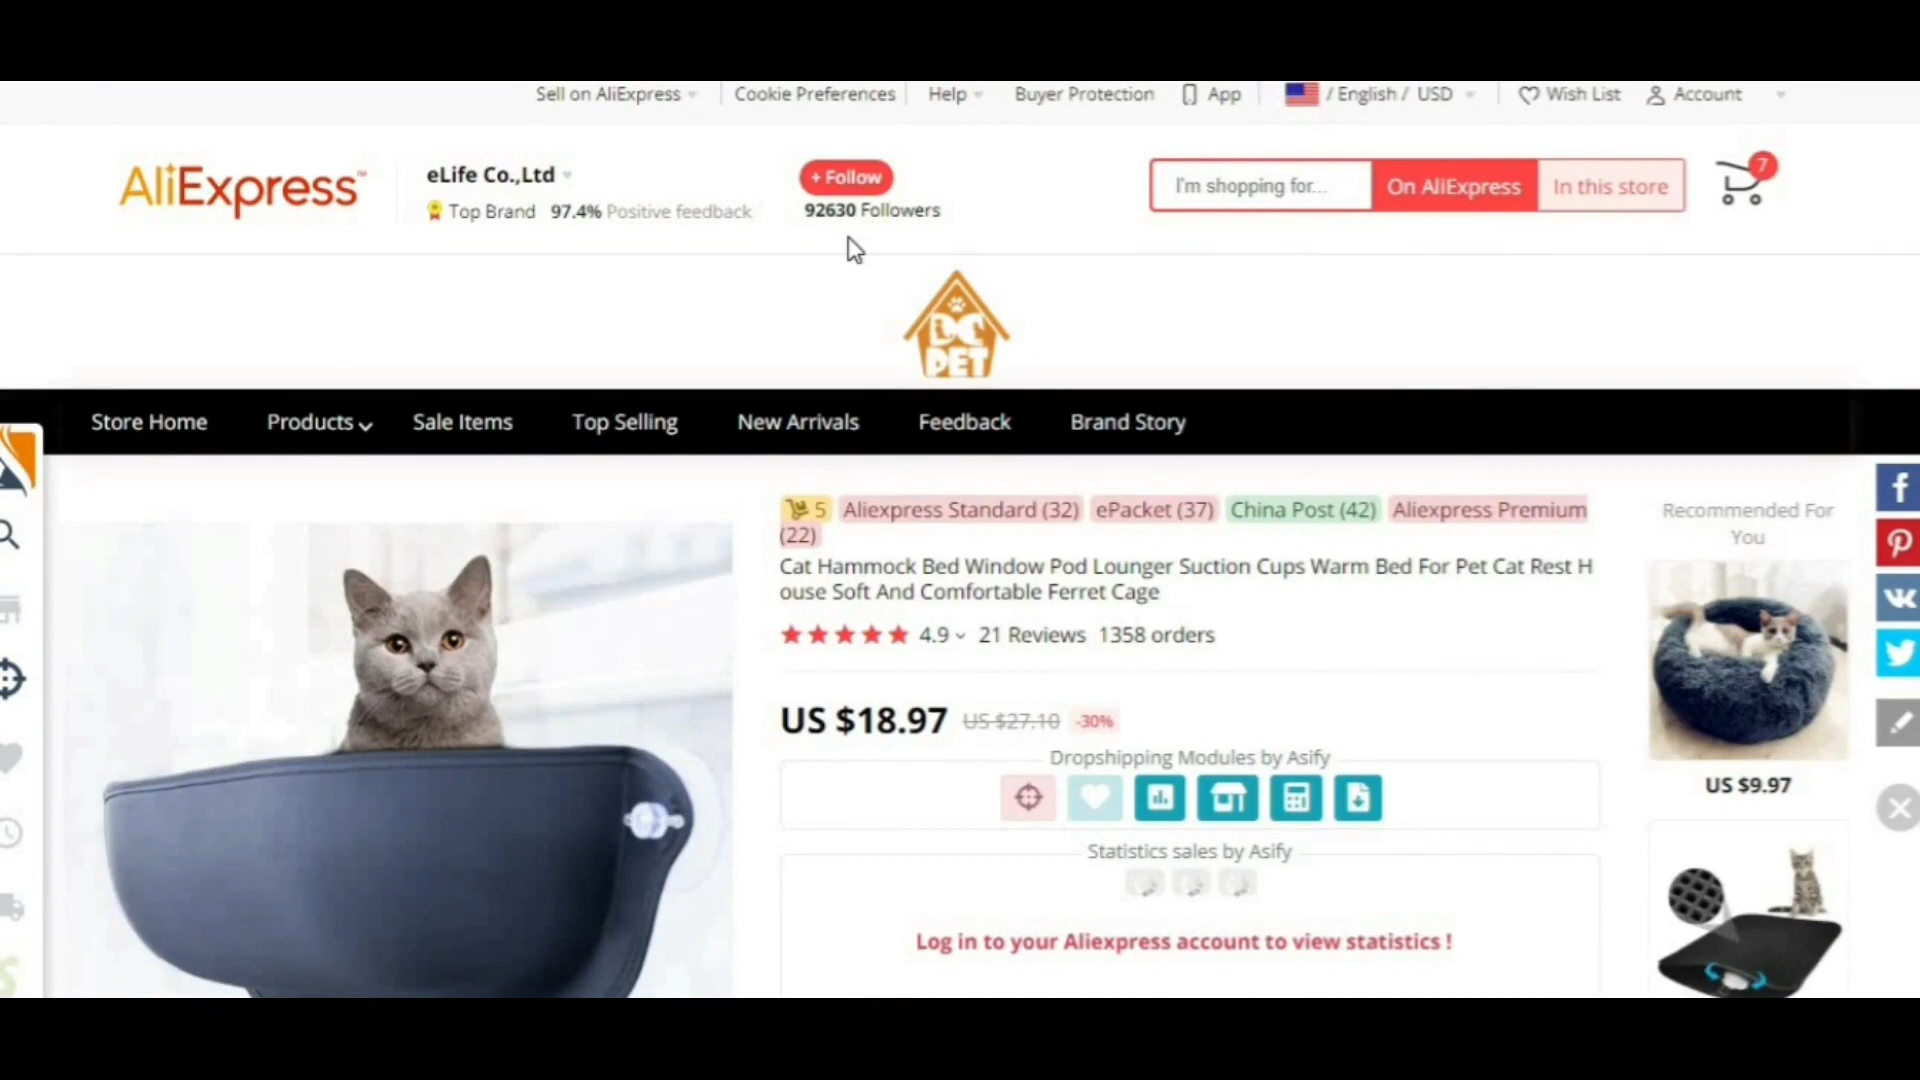 Sell on AliExpress
Cookie Preferences
Help
Buyer Protection
App
/ English / USD
Wish List
Account
AliExpress™
eLife Co.,Ltd
Top Brand 97.4% Positive feedback
+ Follow
92630 Followers
I'm shopping for...
On AliExpress
In this store
7
DC
PET
Store Home
Products
Sale Items
Top Selling
New Arrivals
Feedback
Brand Story
5 Aliexpress Standard (32) ePacket (37) China Post (42) Aliexpress Premium
(22)
Cat Hammock Bed Window Pod Lounger Suction Cups Warm Bed For Pet Cat Rest H
ouse Soft And Comfortable Ferret Cage
4.9 21 Reviews 1358 orders
US $18.97 US $27.10 -30%
Dropshipping Modules by Asify
Statistics sales by Asify
Log in to your Aliexpress account to view statistics !
Recommended For
You
US $9.97